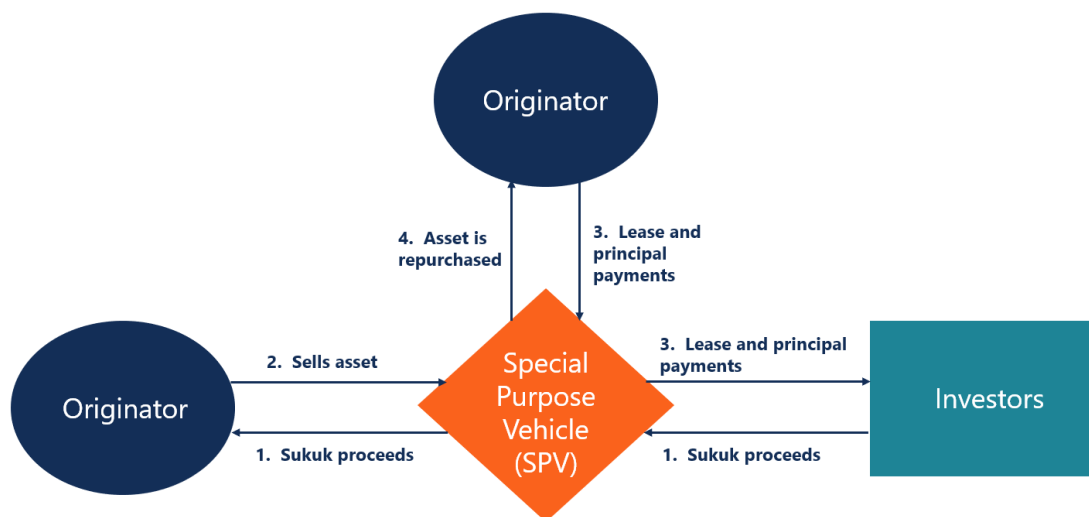 Originator
4. Asset is
repurchased
3. Lease and
principal
payments
Originator
2. Sells asset
1. Sukuk proceeds
Special
Purpose
Vehicle
(SPV)
3. Lease and principal
payments
1. Sukuk proceeds
Investors